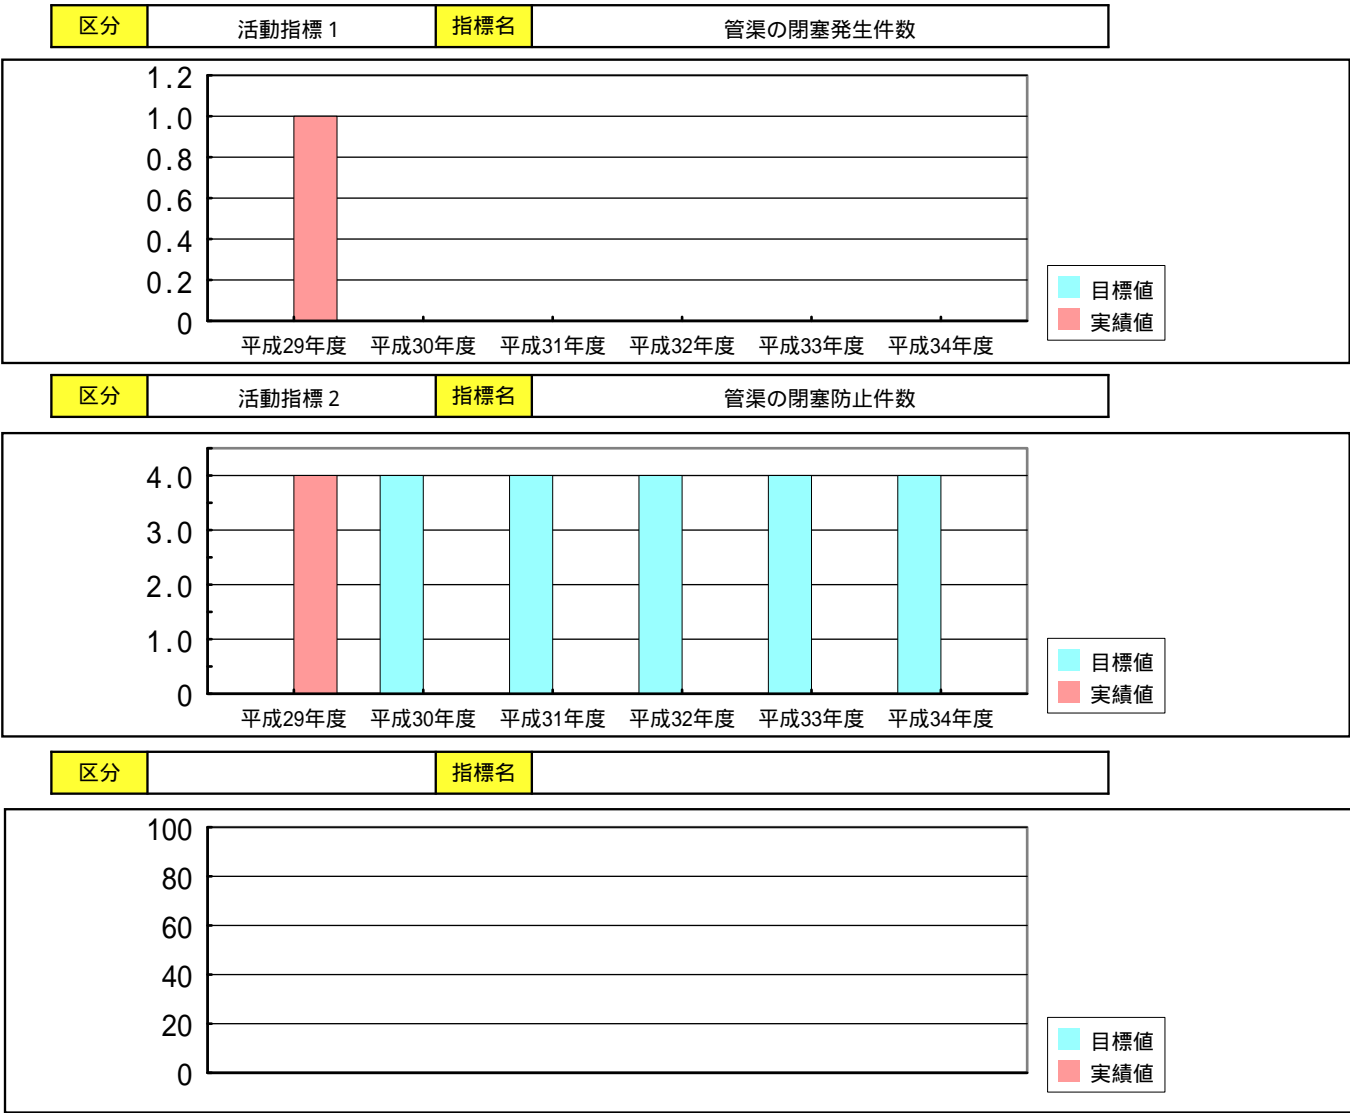 区分 活動指標1 指標名 管渠の閉塞発生件数
1.2
1.0
0.8
0.6
0.4
0.2
0
平成29年度 平成30年度 平成31年度 平成32年度 平成33年度 平成34年度
目標値
実績値
区分 活動指標2 指標名 管渠の閉塞防止件数
4.0
3.0
2.0
1.0
0
平成29年度 平成30年度 平成31年度 平成32年度 平成33年度 平成34年度
目標値
実績値
区分 指標名
100
80
60
40
20
0
目標値
実績値